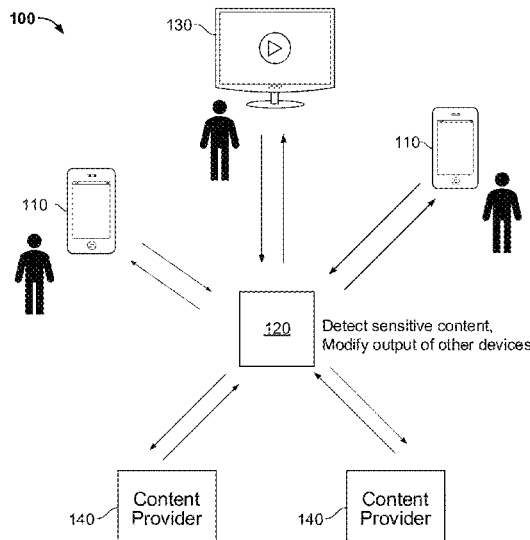 100
130
110
110
120
Detect sensitive content,
Modify output of other devices
140
Content
Provider
140
Content
Provider